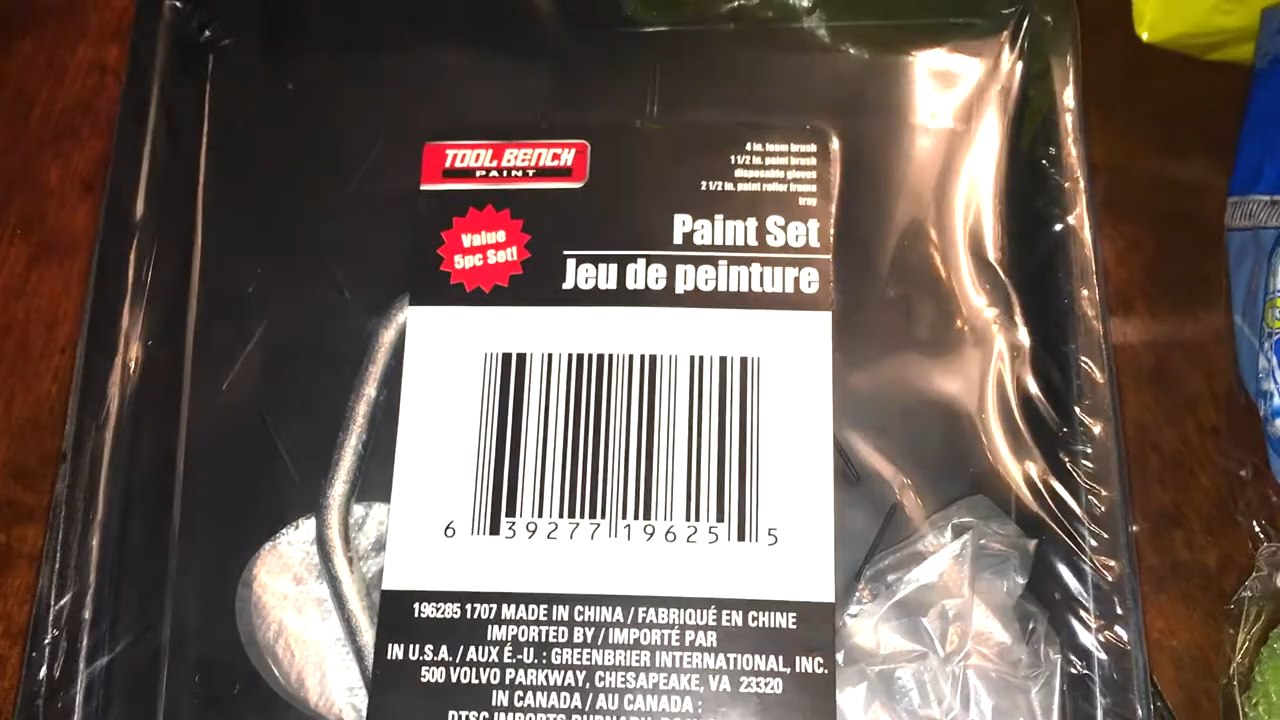 TOOL BENCH
PAINT
4 in. foam brush
1 1/2 in. paint brush
disposable gloves
2 1/2 in. paint roller frame
tray
Value
5pc Set!
Paint Set
Jeu de peinture
6 39277 19625 5
196285 1707 MADE IN CHINA / FABRIQUÉ EN CHINE
IMPORTED BY / IMPORTÉ PAR
IN U.S.A. / AUX É.-U. : GREENBRIER INTERNATIONAL, INC.
500 VOLVO PARKWAY, CHESAPEAKE, VA 23320
IN CANADA / AU CANADA :
DTSC IMPORTS BURNABY,